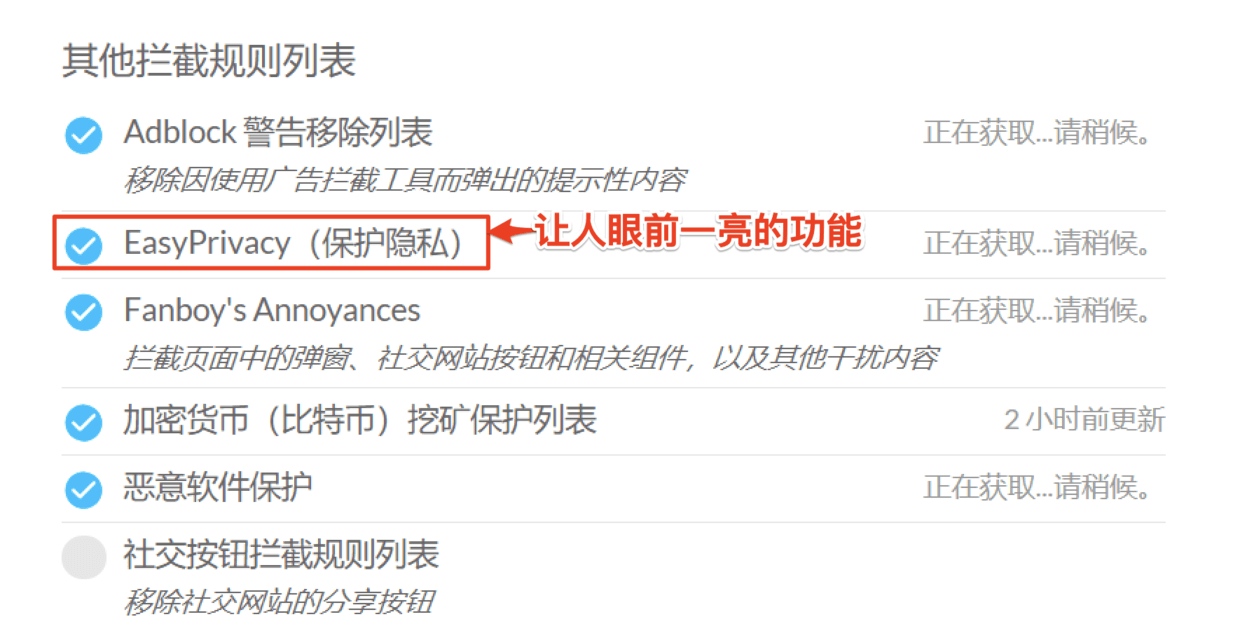 其他拦截规则列表
Adblock 警告移除列表 正在获取...请稍候。
移除因使用广告拦截工具而弹出的提示性内容
EasyPrivacy（保护隐私） 让人眼前一亮的功能 正在获取...请稍候。
Fanboy's Annoyances 正在获取...请稍候。
拦截页面中的弹窗、社交网站按钮和相关组件，以及其他干扰内容
加密货币（比特币）挖矿保护列表 2 小时前更新
恶意软件保护 正在获取...请稍候。
社交按钮拦截规则列表
移除社交网站的分享按钮